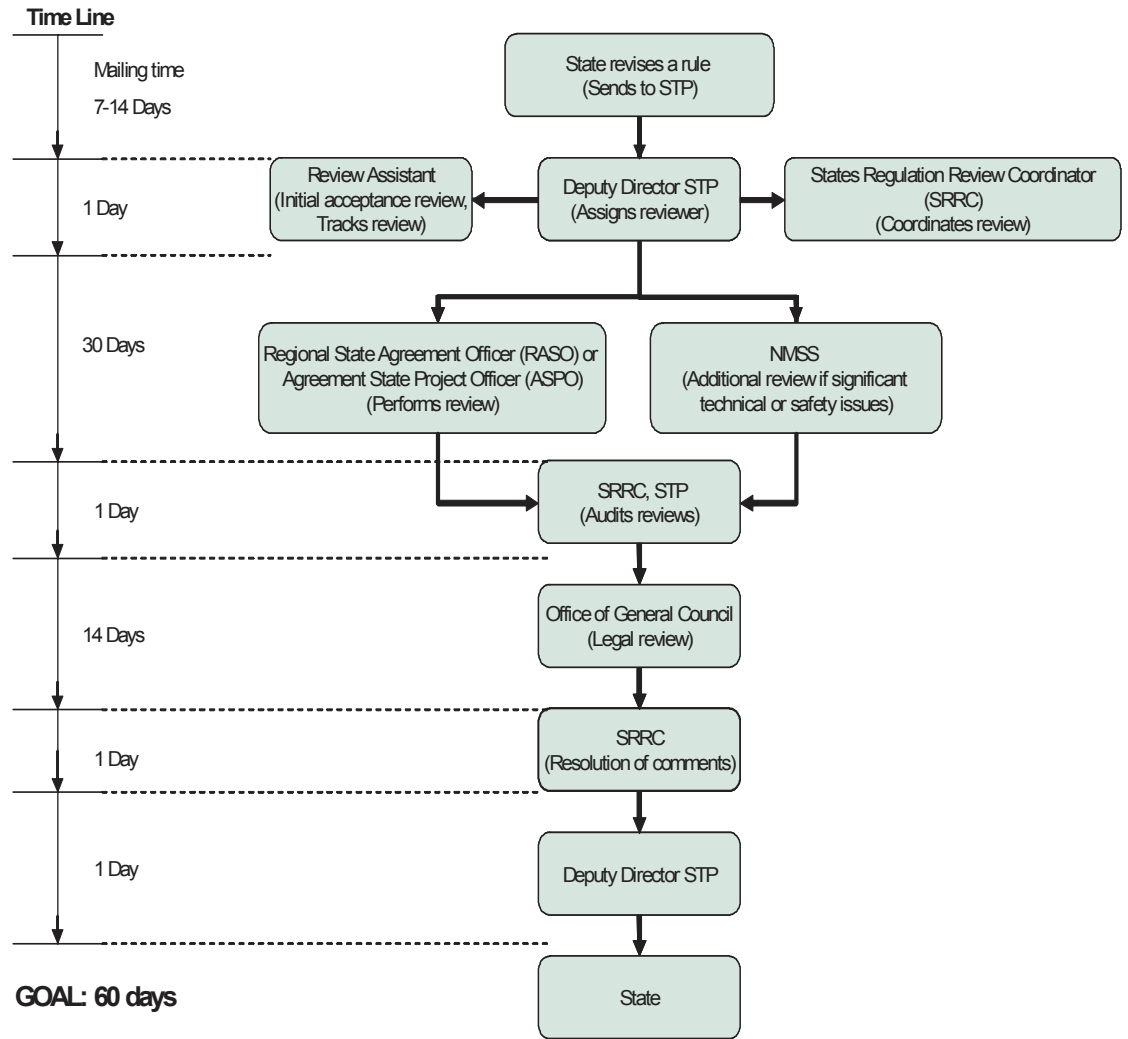 Time Line
Mailing time
7-14 Days
State revises a rule
(Sends to STP)
1 Day
Review Assistant
(Initial acceptance review,
Tracks review)
Deputy Director STP
(Assigns reviewer)
States Regulation Review Coordinator
(SRRC)
(Coordinates review)
30 Days
Regional State Agreement Officer (RASO) or
Agreement State Project Officer (ASPO)
(Performs review)
NMSS
(Additional review if significant
technical or safety issues)
1 Day
SRRC, STP
(Audits reviews)
14 Days
Office of General Council
(Legal review)
1 Day
SRRC
(Resolution of comments)
1 Day
Deputy Director STP
GOAL: 60 days
State